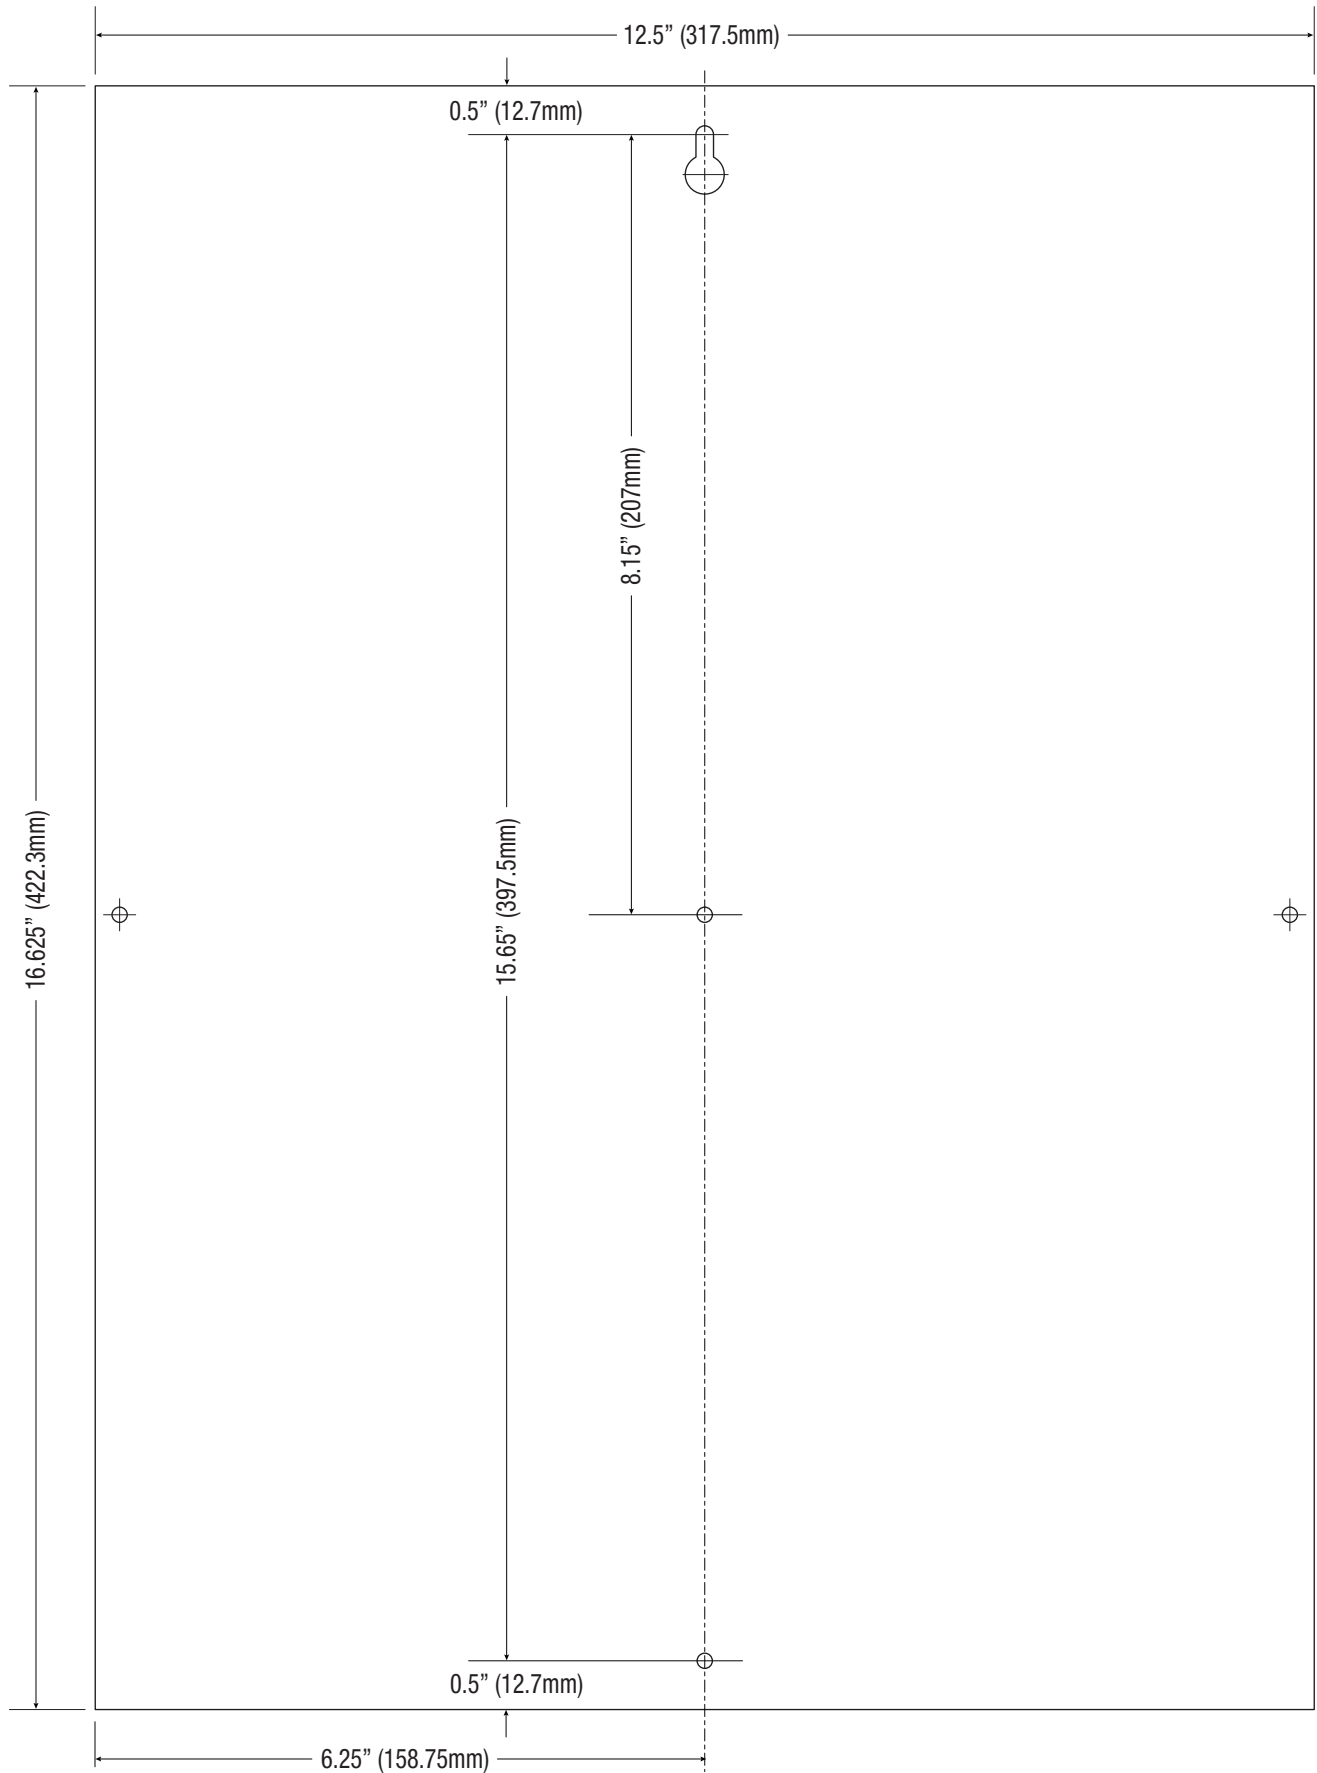 12.5” (317.5mm)
0.5” (12.7mm)
8.15” (207mm)
16.625” (422.3mm)
15.65” (397.5mm)
0.5” (12.7mm)
6.25” (158.75mm)